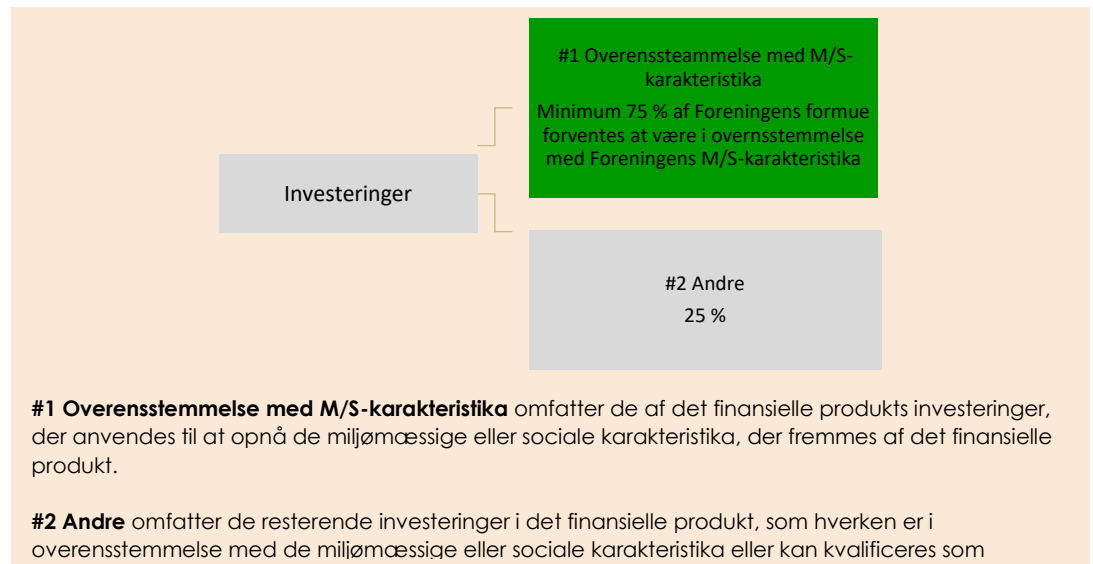 #1 Overenssteammelse med M/S-
karakteristika
Minimum 75 % af Foreningens formue
forventes at være i overnsstemmelse
med Foreningens M/S-karakteristika
Investeringer
#2 Andre
25 %
#1 Overensstemmelse med M/S-karakteristika omfatter de af det finansielle produkts investeringer,
der anvendes til at opnå de miljømæssige eller sociale karakteristika, der fremmes af det finansielle
produkt.
#2 Andre omfatter de resterende investeringer i det finansielle produkt, som hverken er i
overensstemmelse med de miljømæssige eller sociale karakteristika eller kan kvalificeres som